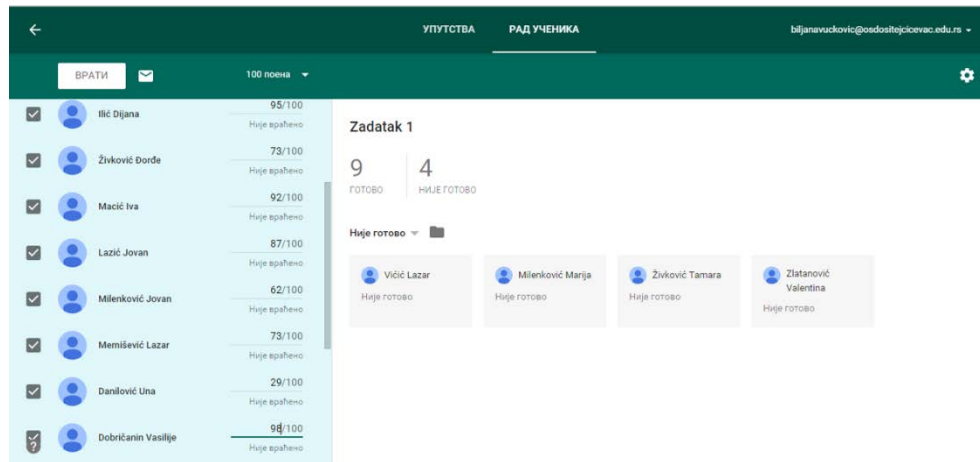 УПУТСТВА РАД УЧЕНИКА biljanavuckovic@osdositejcicevac.edu.rs
ВРАТИ 100 поена
Ilić Dijana 95/100
Није враћено
Živković Đorđe 73/100
Није враћено
Macić Iva 92/100
Није враћено
Lazić Jovan 87/100
Није враћено
Milenković Jovan 62/100
Није враћено
Memišević Lazar 73/100
Није враћено
Danilović Una 29/100
Није враћено
Dobričanin Vasilije 98/100
Није враћено
Zadatak 1
9 4
ГОТОВО НИЈЕ ГОТОВО
Није готово
Vičić Lazar
Није готово
Milenković Marija
Није готово
Živković Tamara
Није готово
Zlatanović
Valentina
Није готово